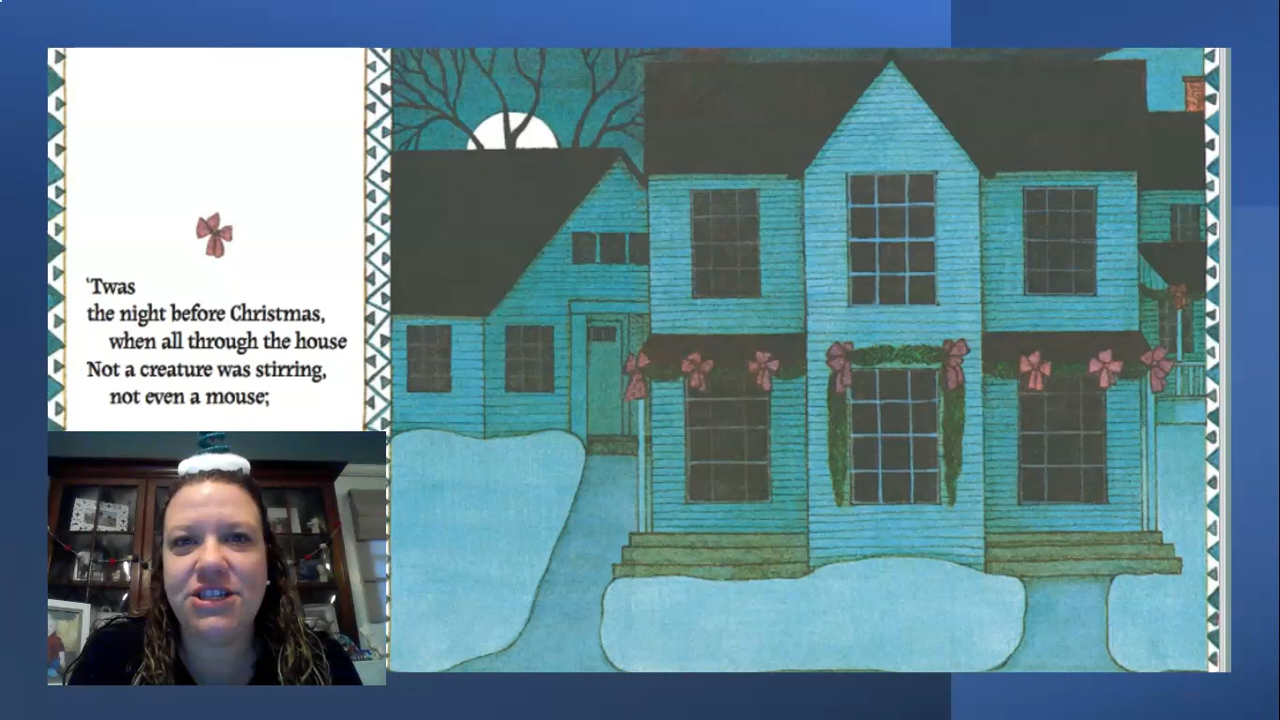 'Twas
the night before Christmas,
when all through the house
Not a creature was stirring,
not even a mouse;